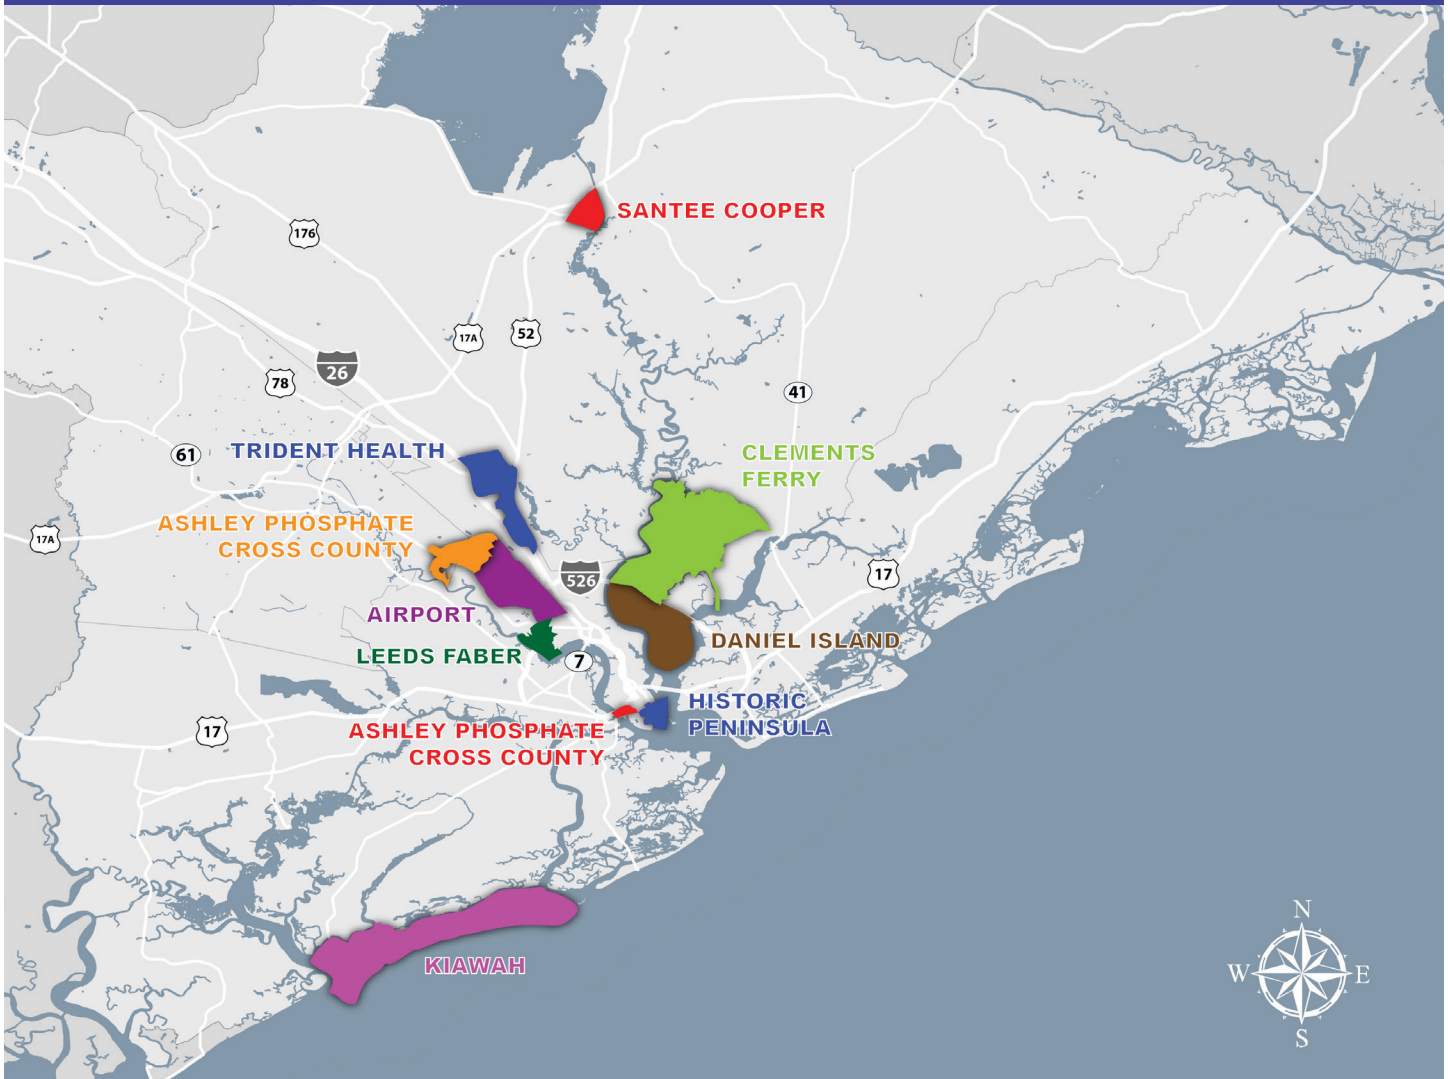 SANTEE COOPER
176
17A
52
26
78
41
61
TRIDENT HEALTH
CLEMENTS
FERRY
ASHLEY PHOSPHATE
CROSS COUNTY
17A
526
17
AIRPORT
DANIEL ISLAND
LEEDS FABER
7
HISTORIC
PENINSULA
17
ASHLEY PHOSPHATE
CROSS COUNTY
KIAWAH
N
W
E
S